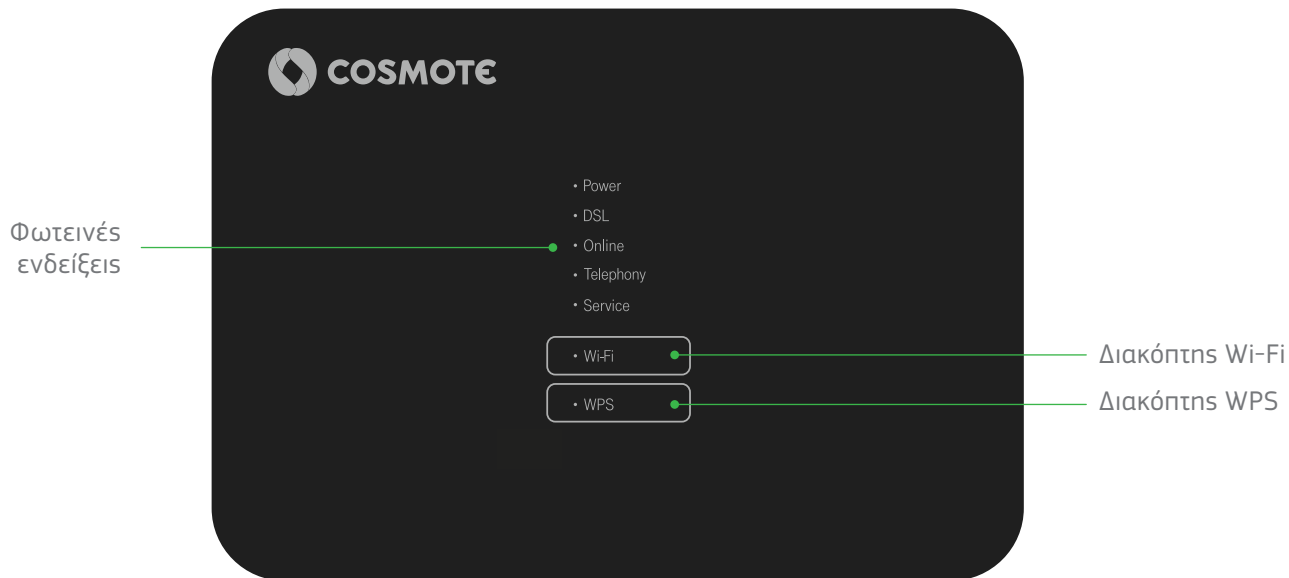 COSMOTE
• Power
• DSL
Φωτεινές
ενδείξεις
• Online
• Telephony
• Service
• Wi-Fi
Διακόπτης Wi-Fi
• WPS
Διακόπτης WPS